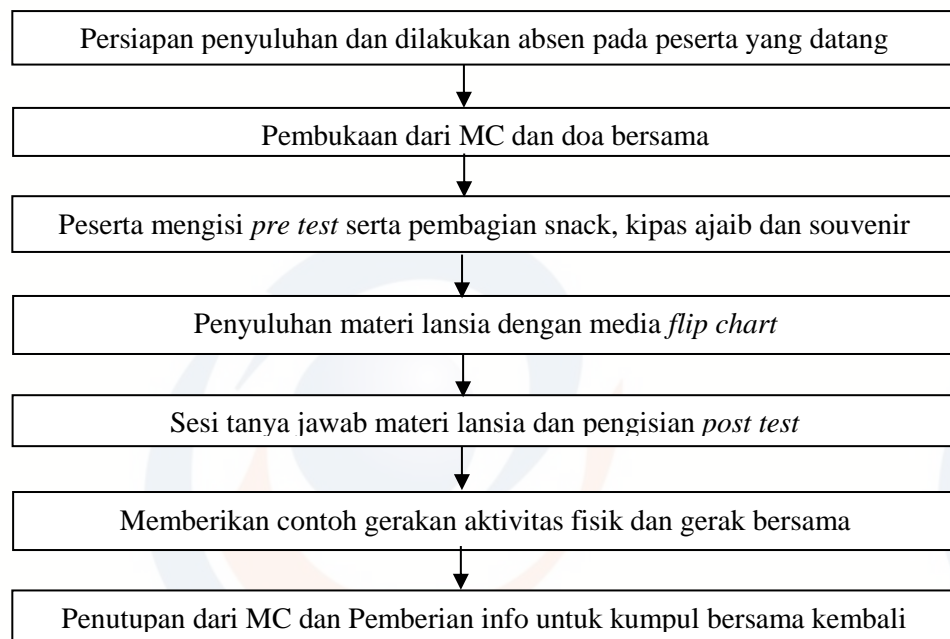 Persiapan penyuluhan dan dilakukan absen pada peserta yang datang
Pembukaan dari MC dan doa bersama
Peserta mengisi pre test serta pembagian snack, kipas ajaib dan souvenir
Penyuluhan materi lansia dengan media flip chart
Sesi tanya jawab materi lansia dan pengisian post test
Memberikan contoh gerakan aktivitas fisik dan gerak bersama
Penutupan dari MC dan Pemberian info untuk kumpul bersama kembali